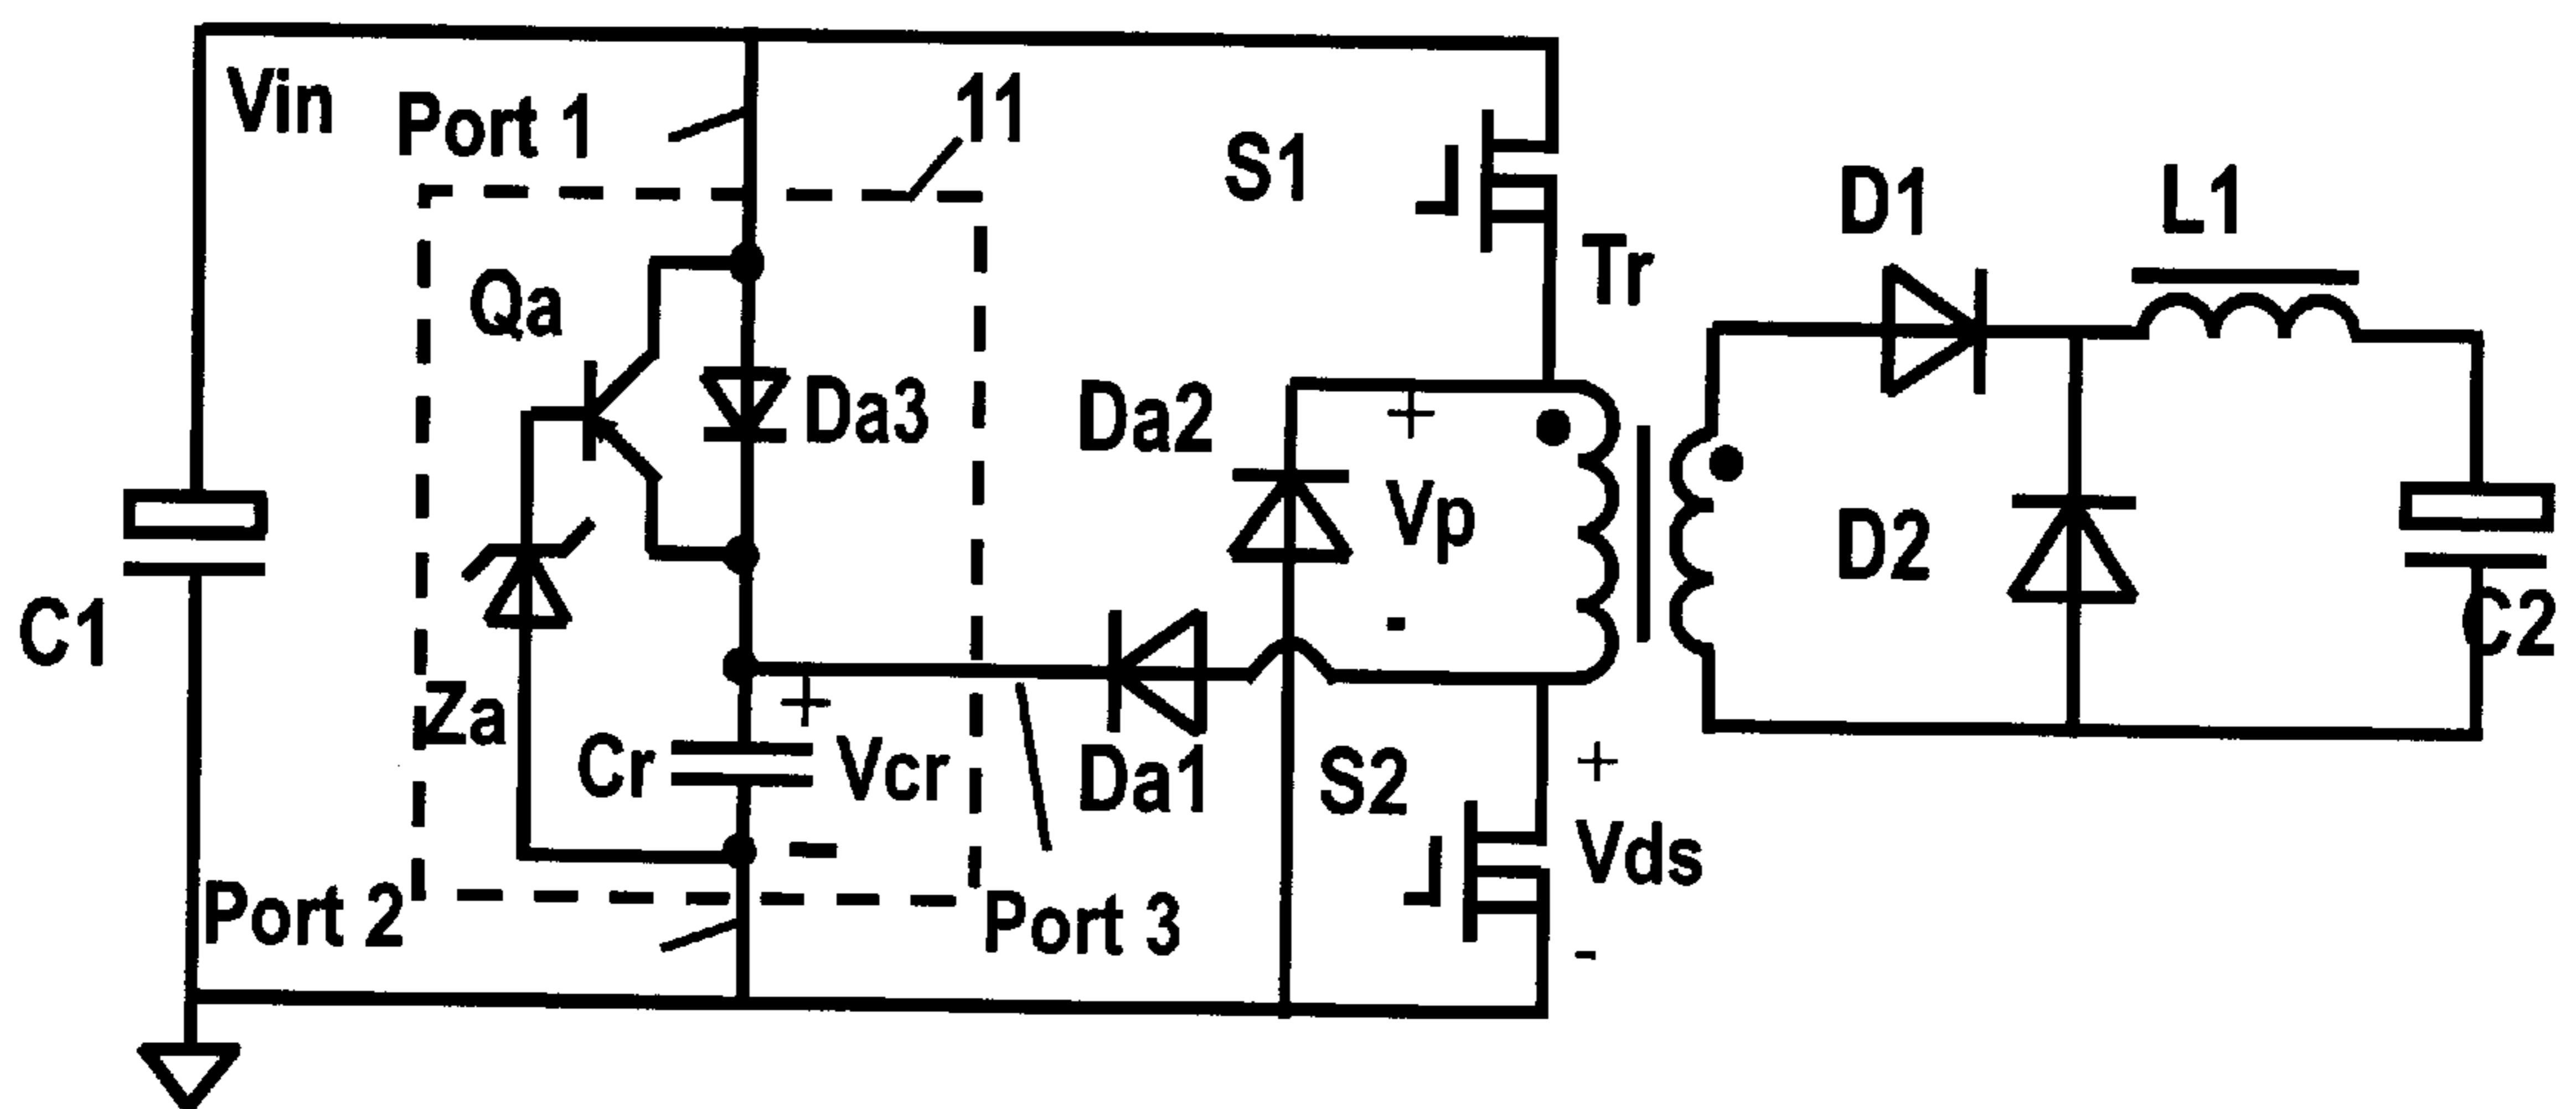 Vin
Port 1
11
S1
Tr
D1
L1
Qa
Da3
Da2
+
Vp
-
D2
C1
Za
Cr
+
Vcr
-
Da1
S2
+
Vds
-
C2
Port 2
Port 3